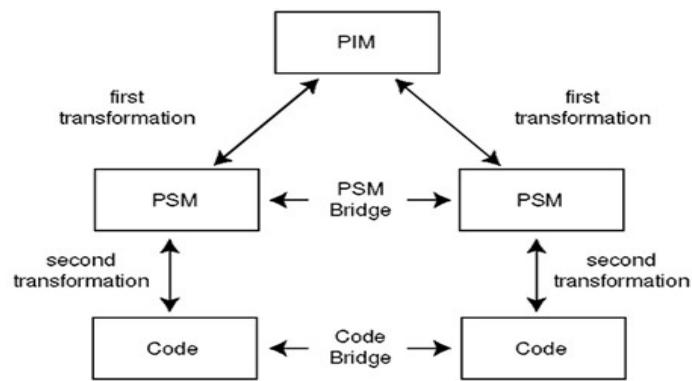 PIM
first
transformation
first
transformation
PSM
PSM
Bridge
PSM
second
transformation
second
transformation
Code
Code
Bridge
Code